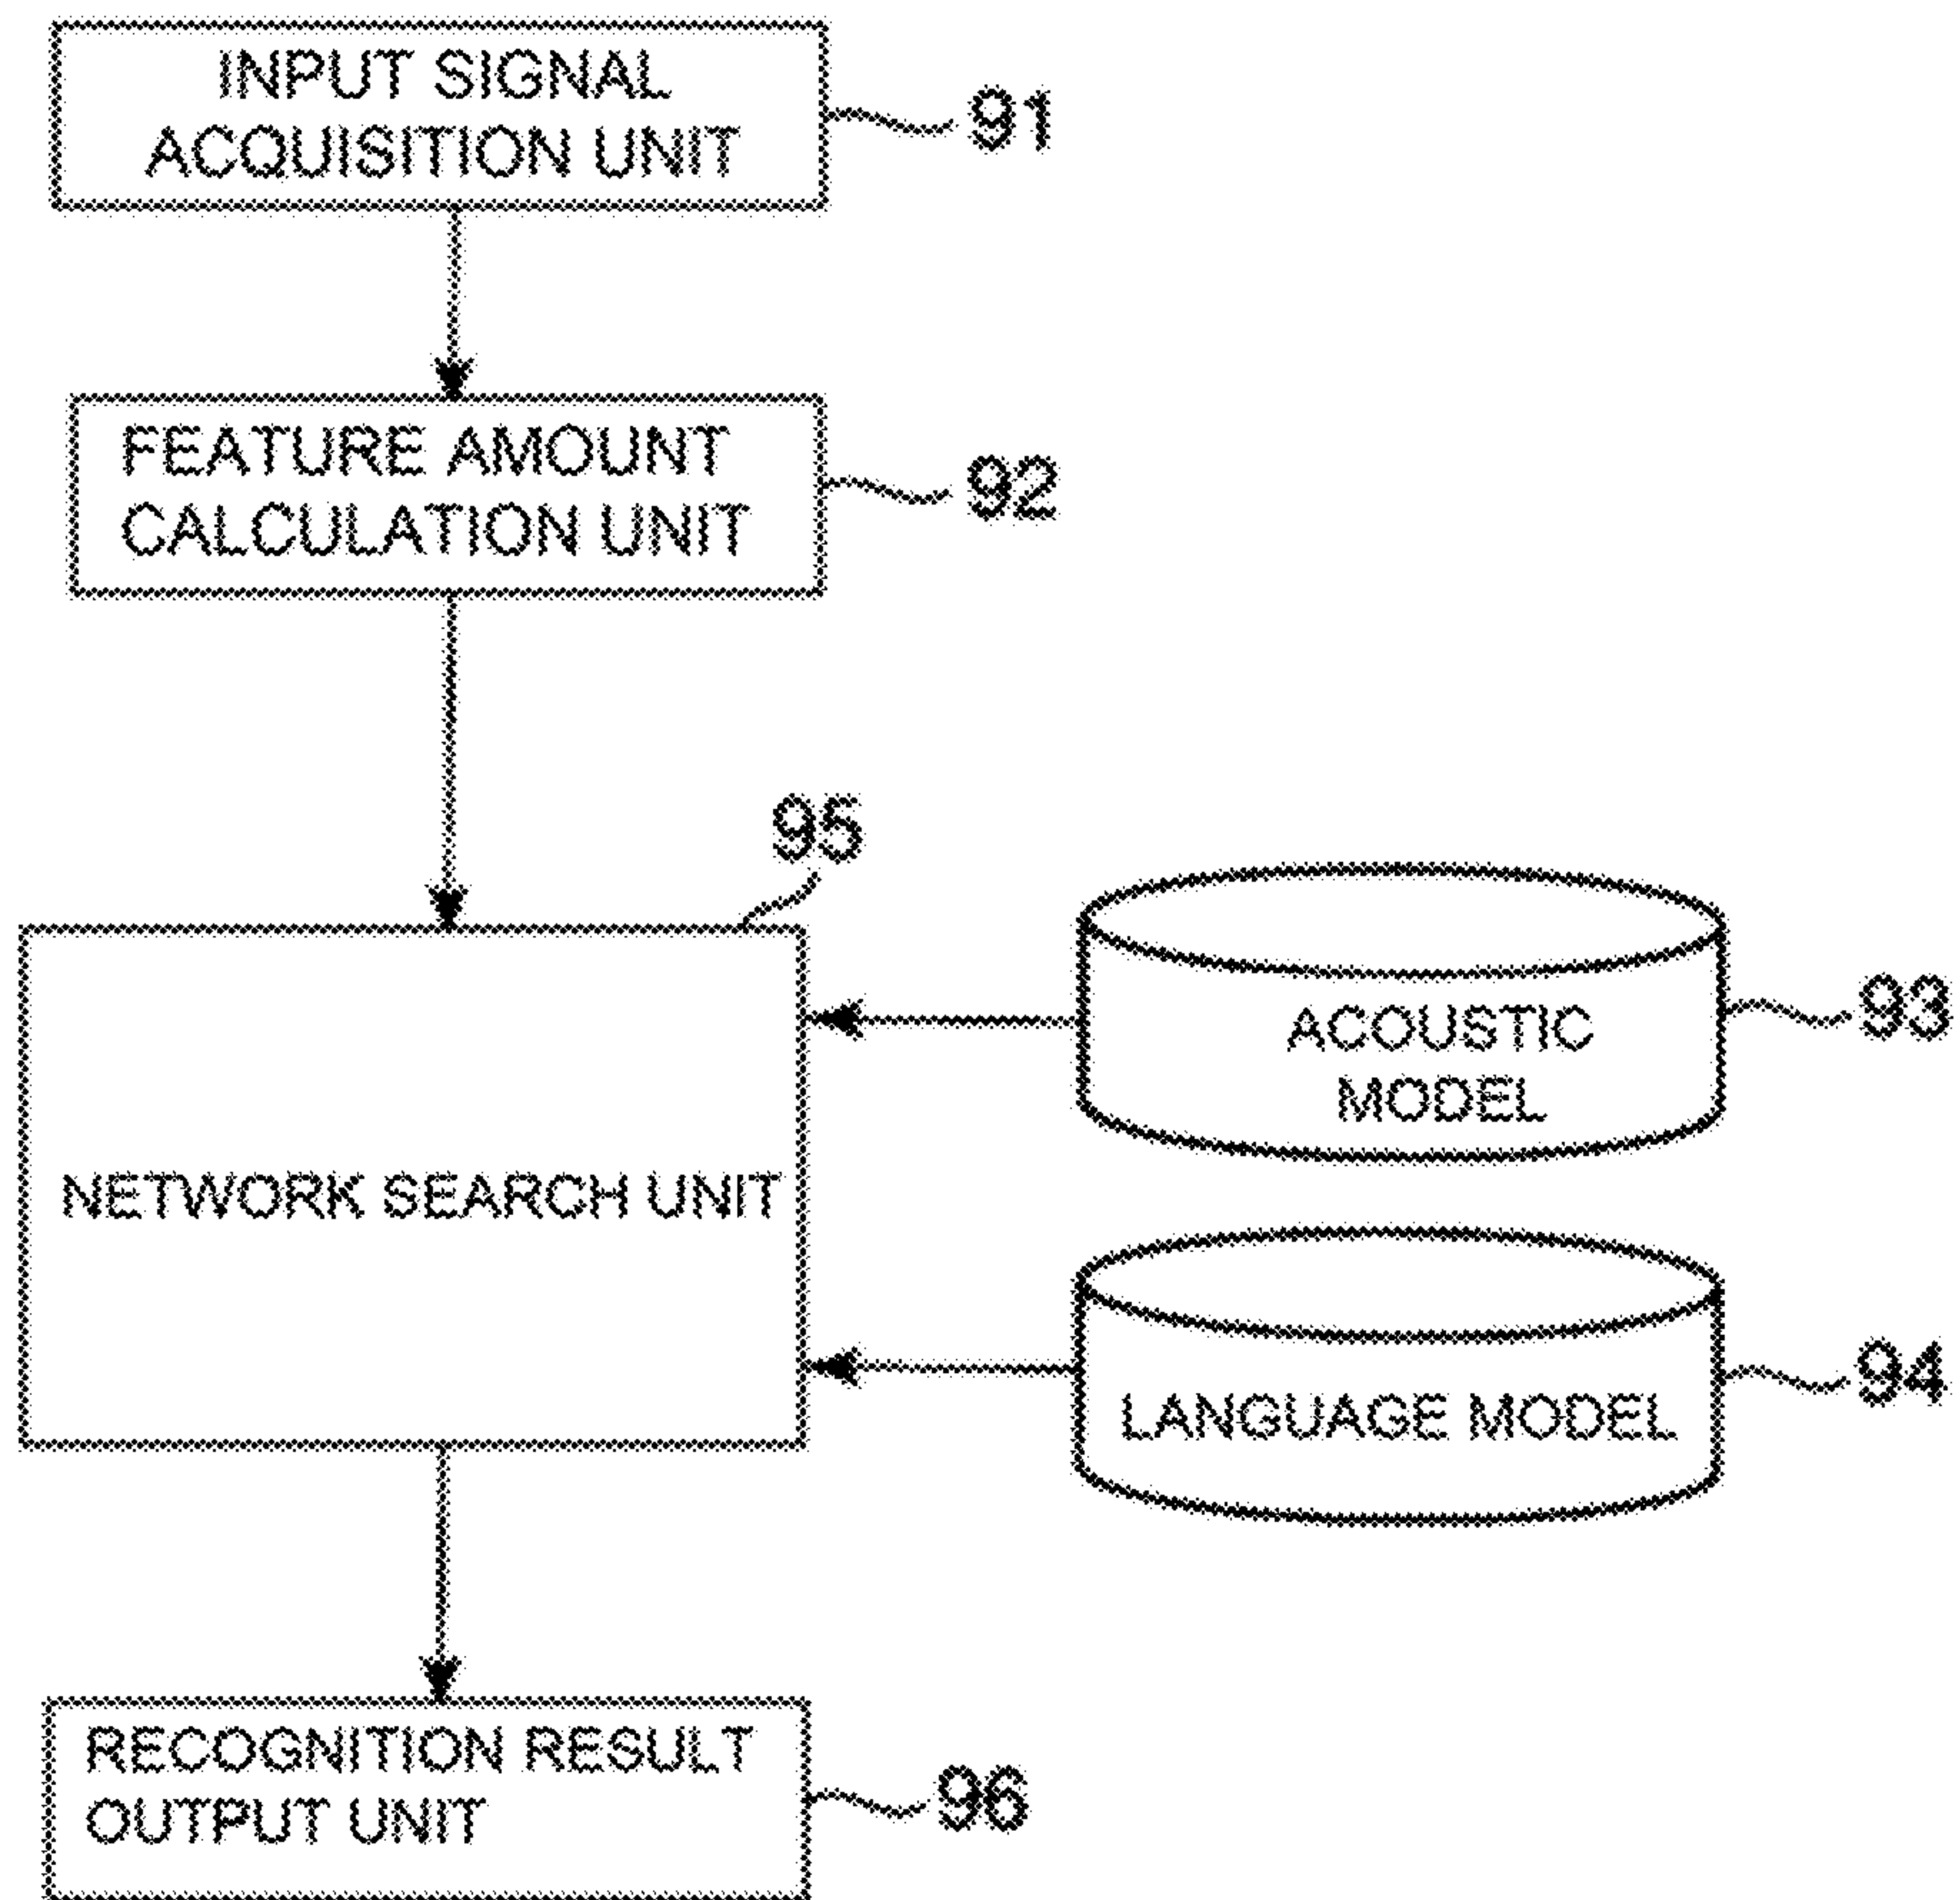 INPUT SIGNAL
ACQUISITION UNIT
91
FEATURE AMOUNT
CALCULATION UNIT
92
95
NETWORK SEARCH UNIT
ACOUSTIC
MODEL
93
LANGUAGE MODEL
94
RECOGNITION RESULT
OUTPUT UNIT
96